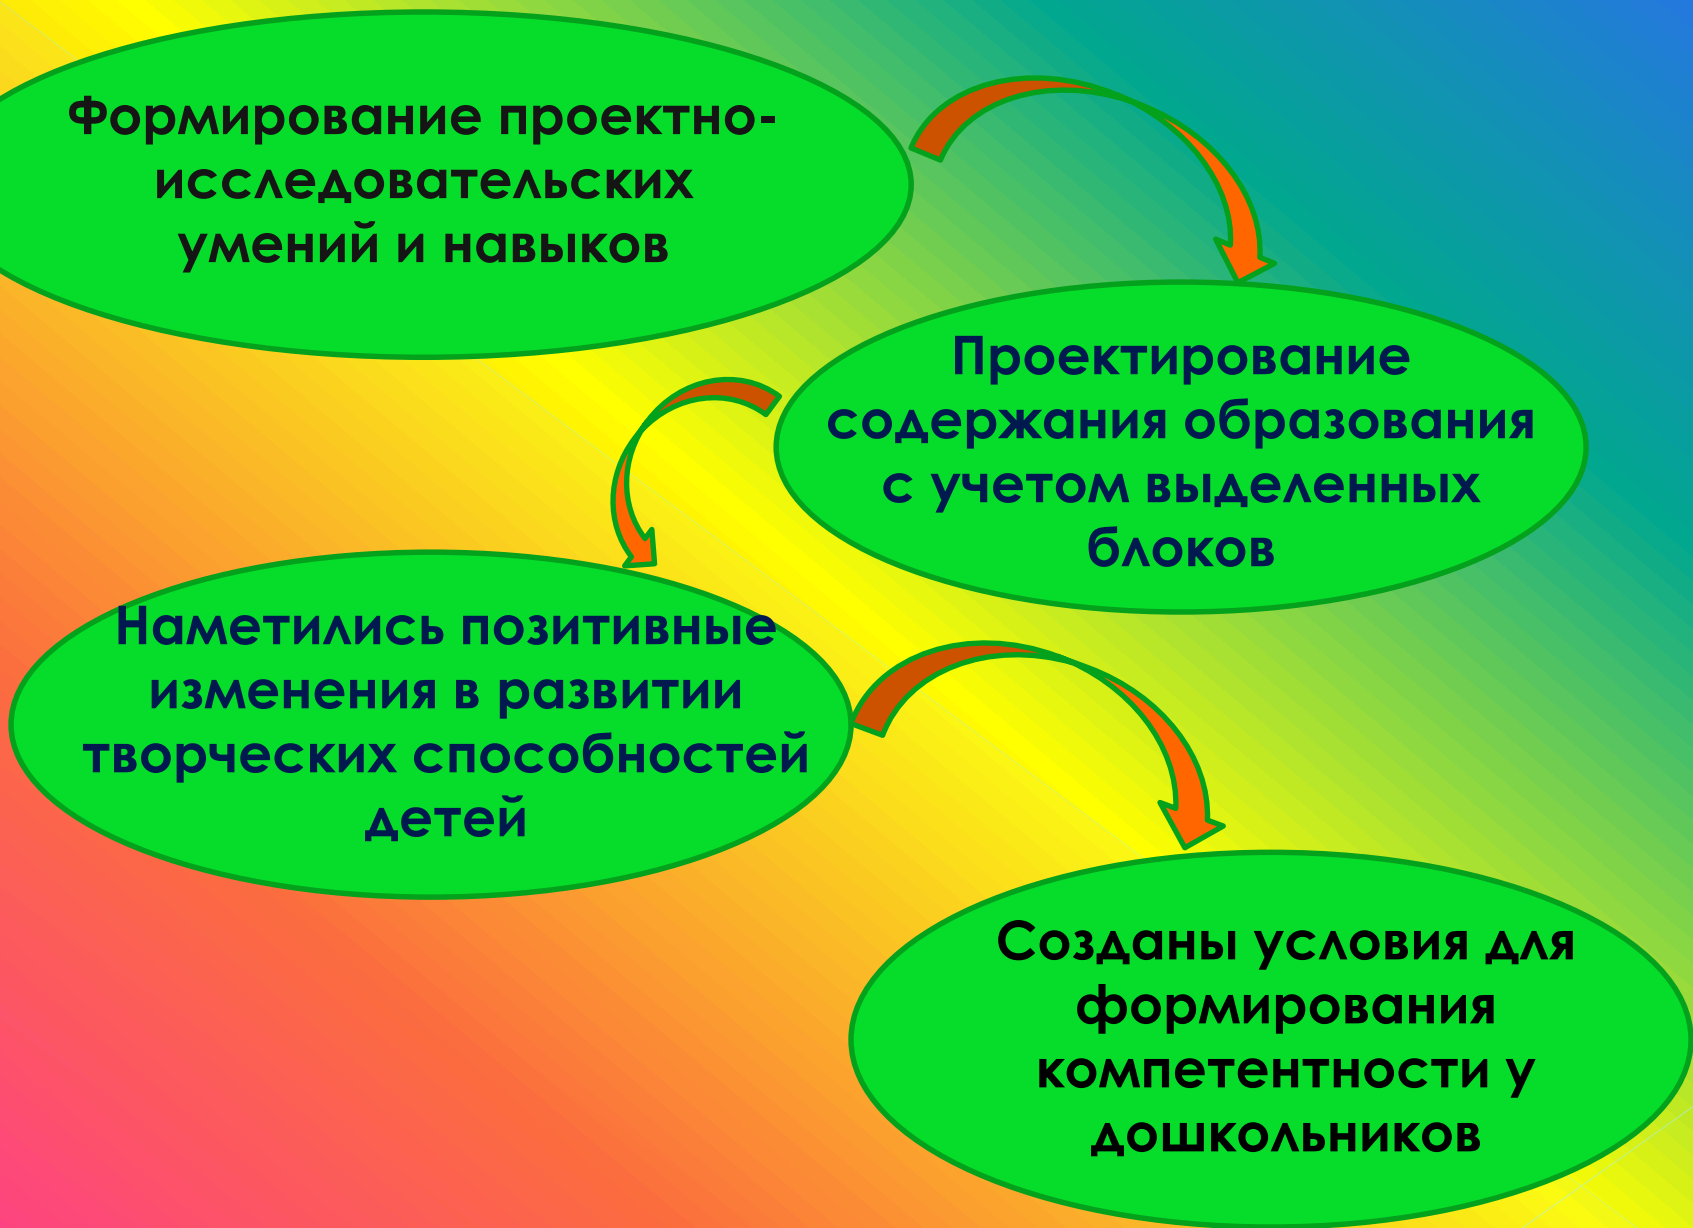 Формирование проектно-
исследовательских
умений и навыков
Проектирование
содержания образования
с учетом выделенных
блоков
Наметились позитивные
изменения в развитии
творческих способностей
детей
Созданы условия для
формирования
компетентности у
дошкольников